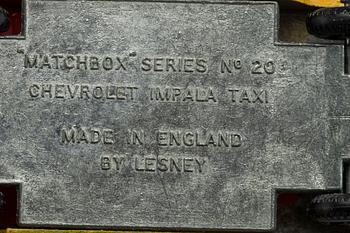 "MATCHBOX" SERIES Nº 20
CHEVROLET IMPALA TAXI
MADE IN ENGLAND
BY LESNEY